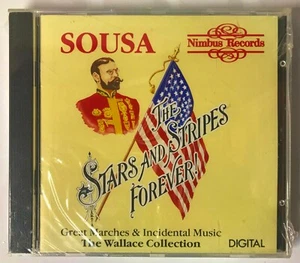 SOUSA
Nimbus Records
THE
STARS AND STRIPES
FOREVER!
Great Marches & Incidental Music
The Wallace Collection
DIGITAL